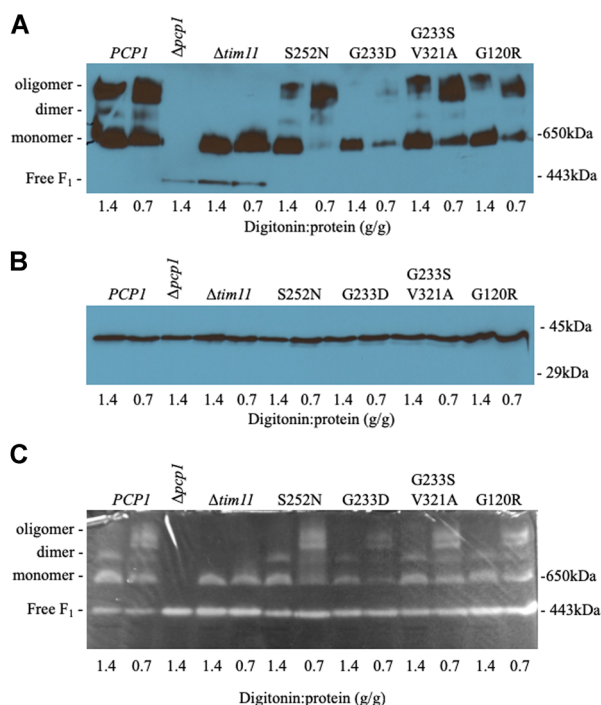 A
PCP1 Δpcp1 Δtim11 S252N G233D G233S V321A G120R
oligomer -
dimer -
monomer -
Free F₁ -
-650kDa
- 443kDa
1.4 0.7 1.4 1.4 0.7 1.4 0.7 1.4 0.7 1.4 0.7 1.4 0.7
Digitonin:protein (g/g)
B
PCP1 Δpcp1 Δtim11 S252N G233D G233S V321A G120R
- 45kDa
- 29kDa
1.4 0.7 1.4 1.4 0.7 1.4 0.7 1.4 0.7 1.4 0.7 1.4 0.7
Digitonin:protein (g/g)
C
PCP1 Δpcp1 Δtim11 S252N G233D G233S V321A G120R
oligomer -
dimer -
monomer -
Free F₁ -
-650kDa
- 443kDa
1.4 0.7 1.4 1.4 0.7 1.4 0.7 1.4 0.7 1.4 0.7 1.4 0.7
Digitonin:protein (g/g)